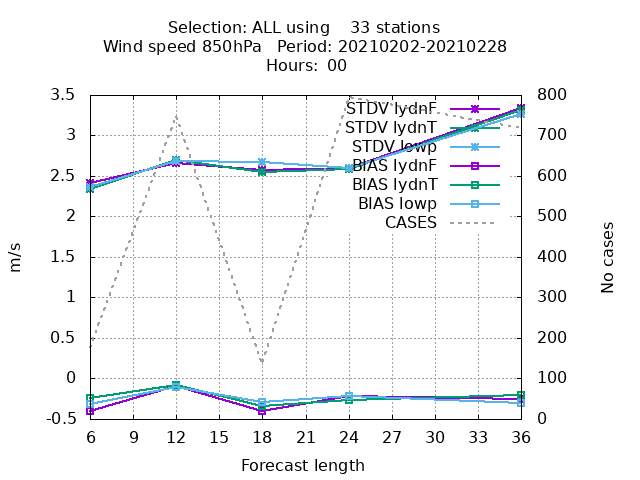 Selection: ALL using    33 stations
Wind speed 850hPa   Period: 20210202-20210228
Hours:  00
3.5 800
STDV lydnF
3 700
STDV lydnT
STDV lowp
2.5 600
BIAS lydnF
BIAS lydnT
2 500
BIAS lowp
CASES
1.5 400
m/s
No cases
1 300
0.5 200
0 100
-0.5 0
6 9 12 15 18 21 24 27 30 33 36
Forecast length